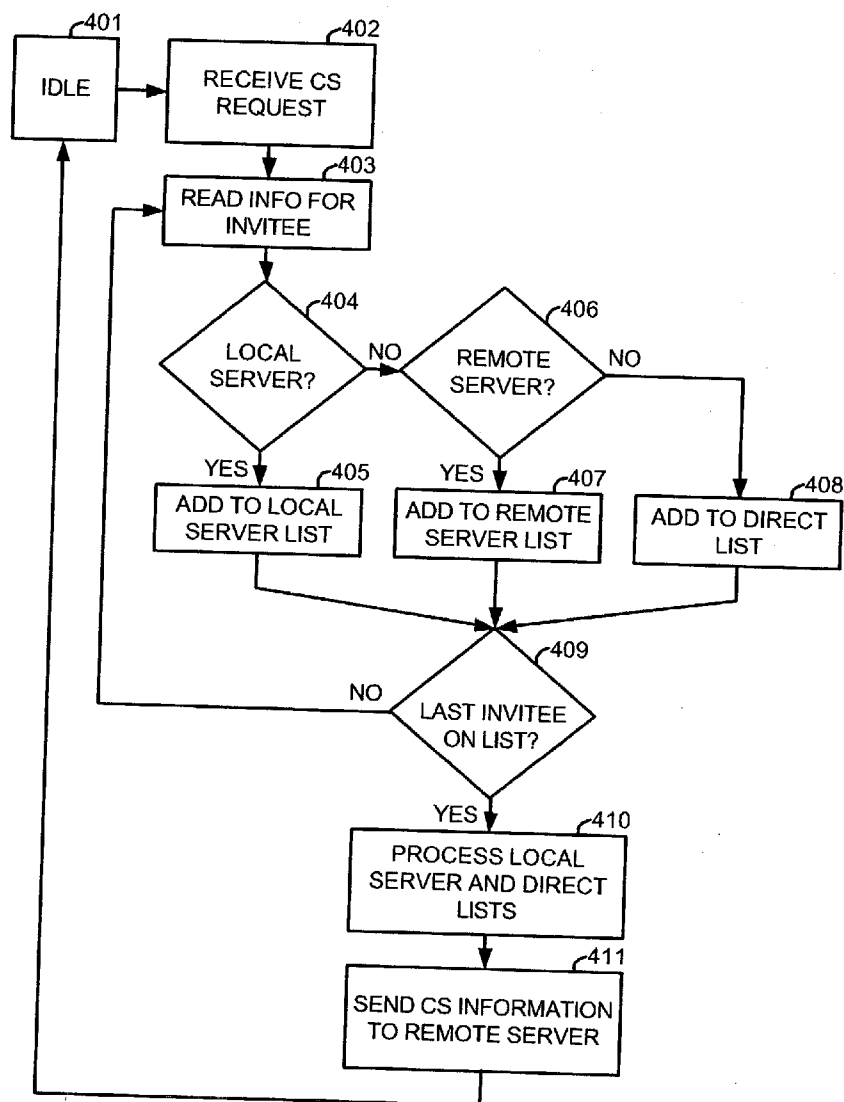 401
IDLE
402
RECEIVE CS
REQUEST
403
READ INFO FOR
INVITEE
404
LOCAL
SERVER?
NO
406
REMOTE
SERVER?
NO
YES
405
ADD TO LOCAL
SERVER LIST
YES
407
ADD TO REMOTE
SERVER LIST
408
ADD TO DIRECT
LIST
409
LAST INVITEE
ON LIST?
NO
YES
410
PROCESS LOCAL
SERVER AND DIRECT
LISTS
411
SEND CS INFORMATION
TO REMOTE SERVER